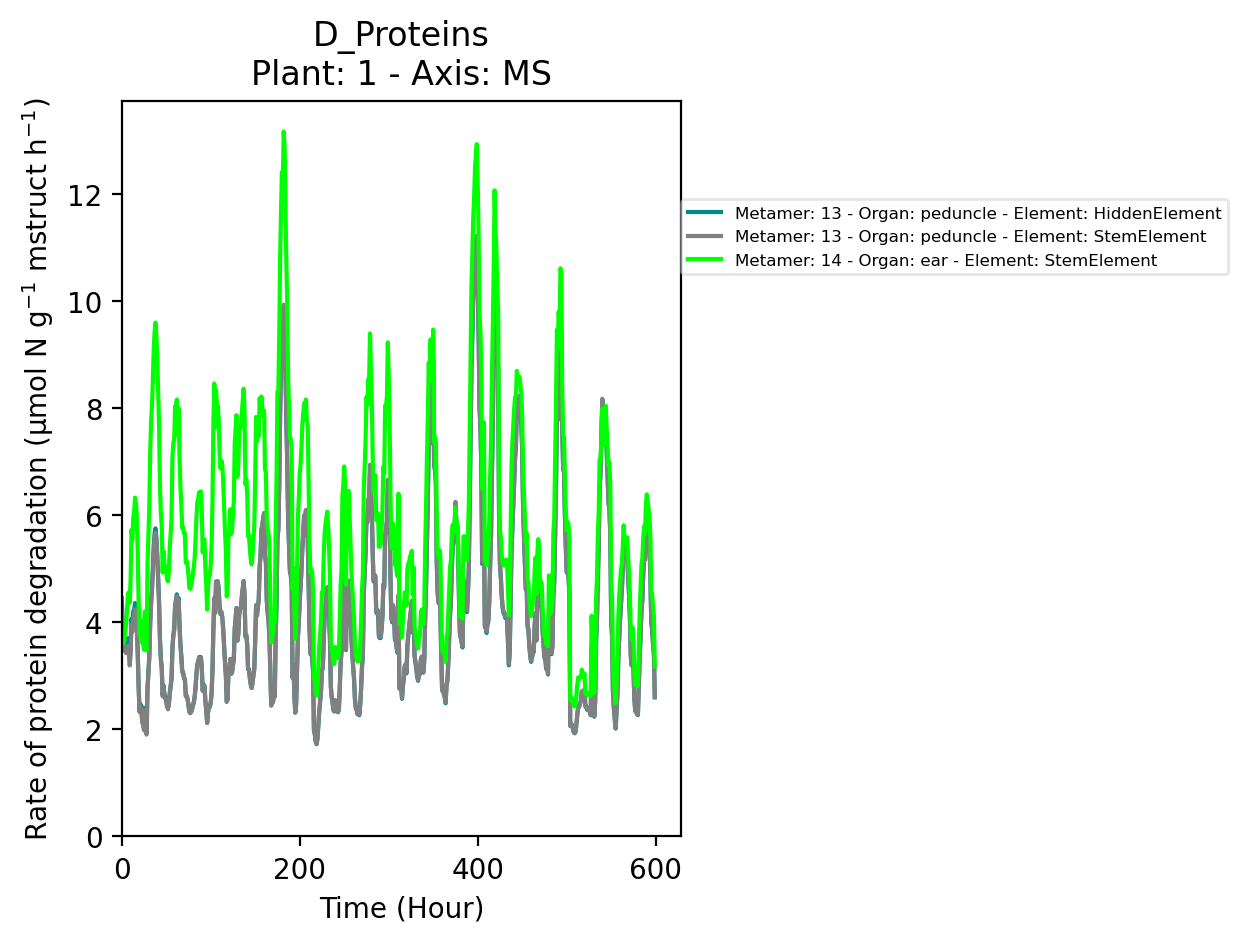 D_Proteins
Plant: 1 - Axis: MS
Rate of protein degradation (µmol N g⁻¹ mstruct h⁻¹)
12
10
8
6
4
2
0
0 200 400 600
Time (Hour)
Metamer: 13 - Organ: peduncle - Element: HiddenElement
Metamer: 13 - Organ: peduncle - Element: StemElement
Metamer: 14 - Organ: ear - Element: StemElement